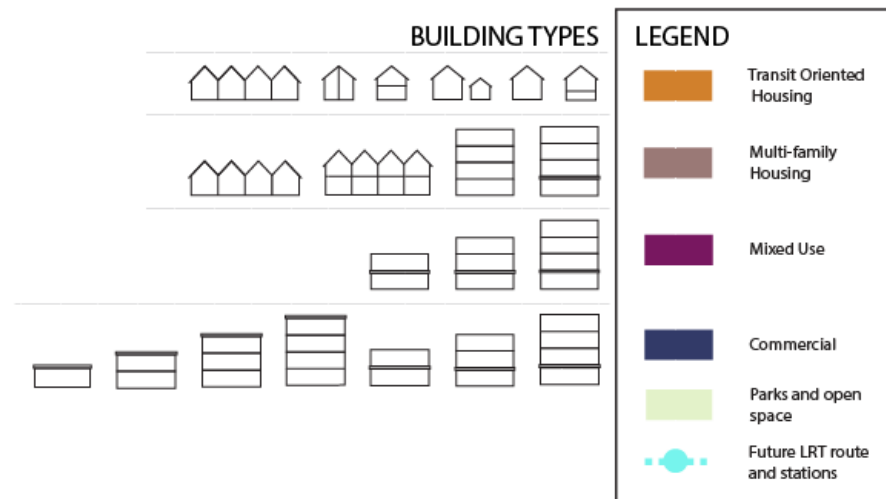 BUILDING TYPES
LEGEND
Transit Oriented
Housing
Multi-family
Housing
Mixed Use
Commercial
Parks and open
space
Future LRT route
and stations